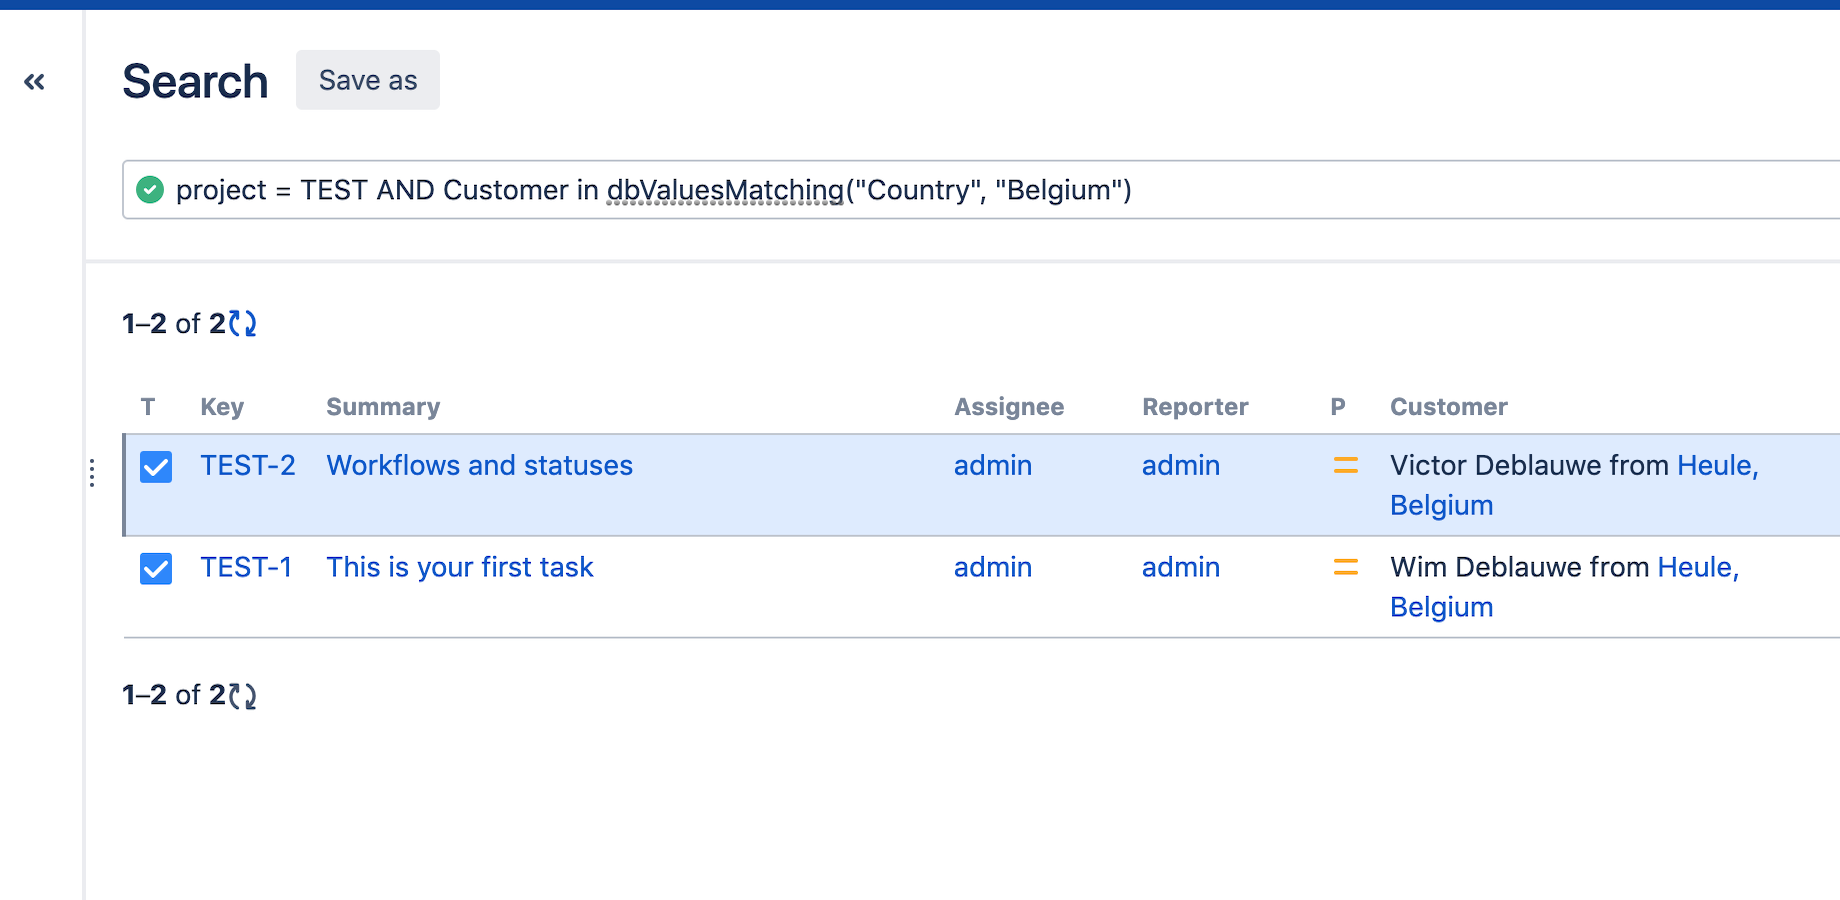 Search Save as
project = TEST AND Customer in dbValuesMatching("Country", "Belgium")
1–2 of 2
T Key Summary Assignee Reporter P Customer
TEST-2 Workflows and statuses admin admin Victor Deblauwe from Heule,
Belgium
TEST-1 This is your first task admin admin Wim Deblauwe from Heule,
Belgium
1–2 of 2